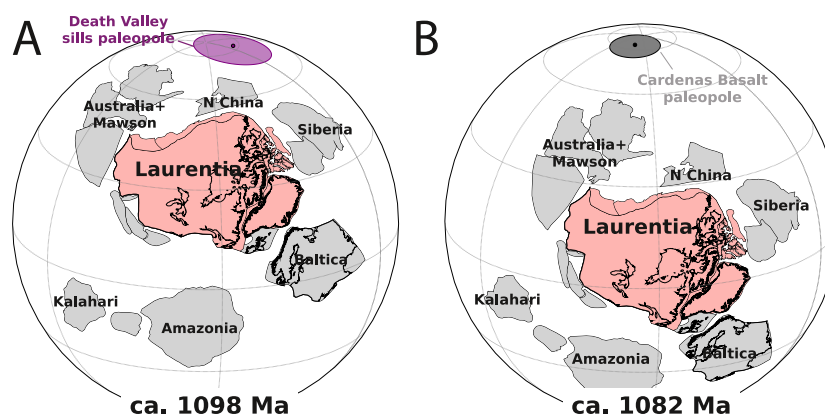 A
Death Valley
sills paleopole
Australia+
Mawson
N China
Siberia
Laurentia
Baltica
Kalahari
Amazonia
ca. 1098 Ma
B
Cardenas Basalt
paleopole
Australia+
Mawson
N China
Siberia
Laurentia
Kalahari
Amazonia
Baltica
ca. 1082 Ma